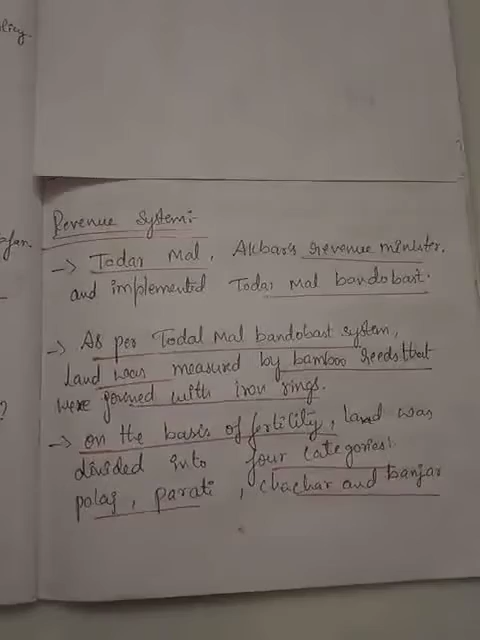 licy.
Revenue System:-
-> Todar Mal, Akbar's revenue minister.
and implemented Todar Mal bandobast.
-> As per Todal Mal bandobast system,
Land was measured by bamboo reeds that
were joined with iron rings.
-> on the basis of fertility, land was
divided into four categories:
polaj, parati, chachar and banjar
?